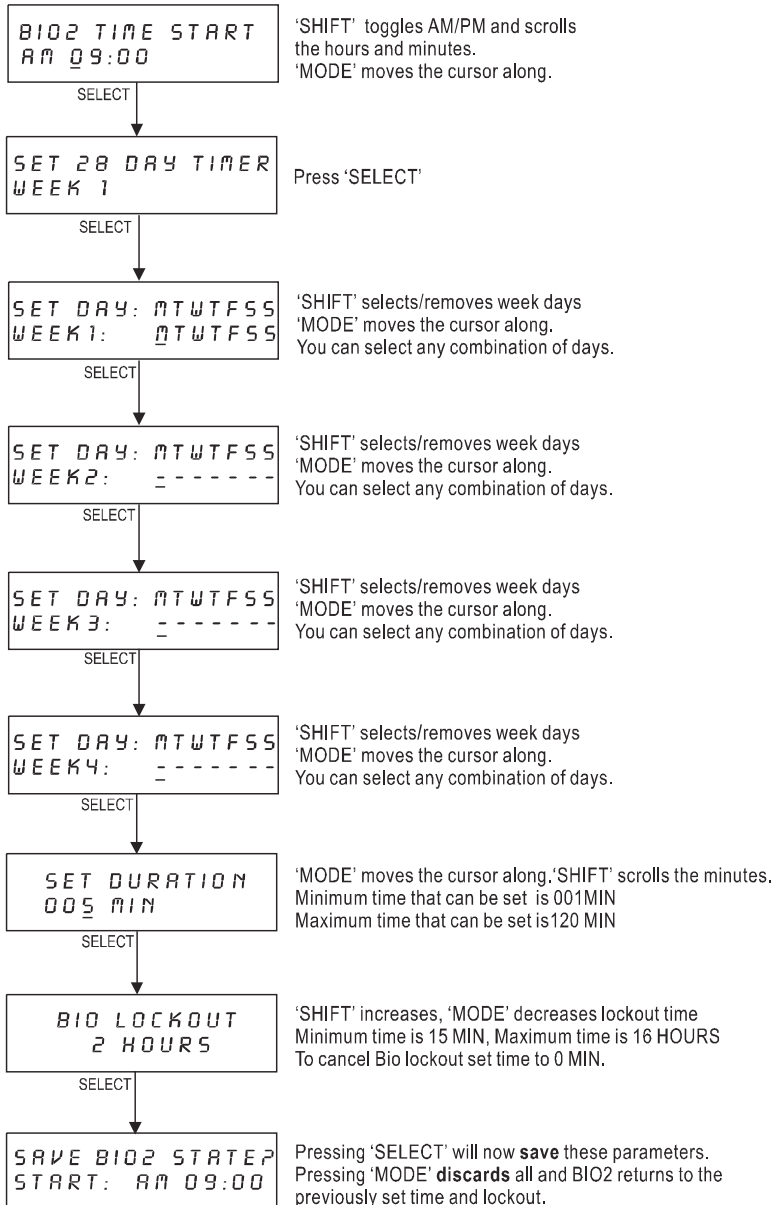 BIO2 TIME START
AM 09:00
'SHIFT' toggles AM/PM and scrolls
the hours and minutes.
'MODE' moves the cursor along.
SELECT
SET 28 DAY TIMER
WEEK 1
Press 'SELECT'
SELECT
SET DAY: MTWTFSS
WEEK1: MTWTFSS
'SHIFT' selects/removes week days
'MODE' moves the cursor along.
You can select any combination of days.
SELECT
SET DAY: MTWTFSS
WEEK2: - - - - - - -
'SHIFT' selects/removes week days
'MODE' moves the cursor along.
You can select any combination of days.
SELECT
SET DAY: MTWTFSS
WEEK3: - - - - - - -
'SHIFT' selects/removes week days
'MODE' moves the cursor along.
You can select any combination of days.
SELECT
SET DAY: MTWTFSS
WEEK4: - - - - - - -
'SHIFT' selects/removes week days
'MODE' moves the cursor along.
You can select any combination of days.
SELECT
SET DURATION
005 MIN
'MODE' moves the cursor along.'SHIFT' scrolls the minutes.
Minimum time that can be set is 001MIN
Maximum time that can be set is120 MIN
SELECT
BIO LOCKOUT
2 HOURS
'SHIFT' increases, 'MODE' decreases lockout time
Minimum time is 15 MIN, Maximum time is 16 HOURS
To cancel Bio lockout set time to 0 MIN.
SELECT
SAVE BIO2 STATE?
START: AM 09:00
Pressing 'SELECT' will now save these parameters.
Pressing 'MODE' discards all and BIO2 returns to the
previously set time and lockout.